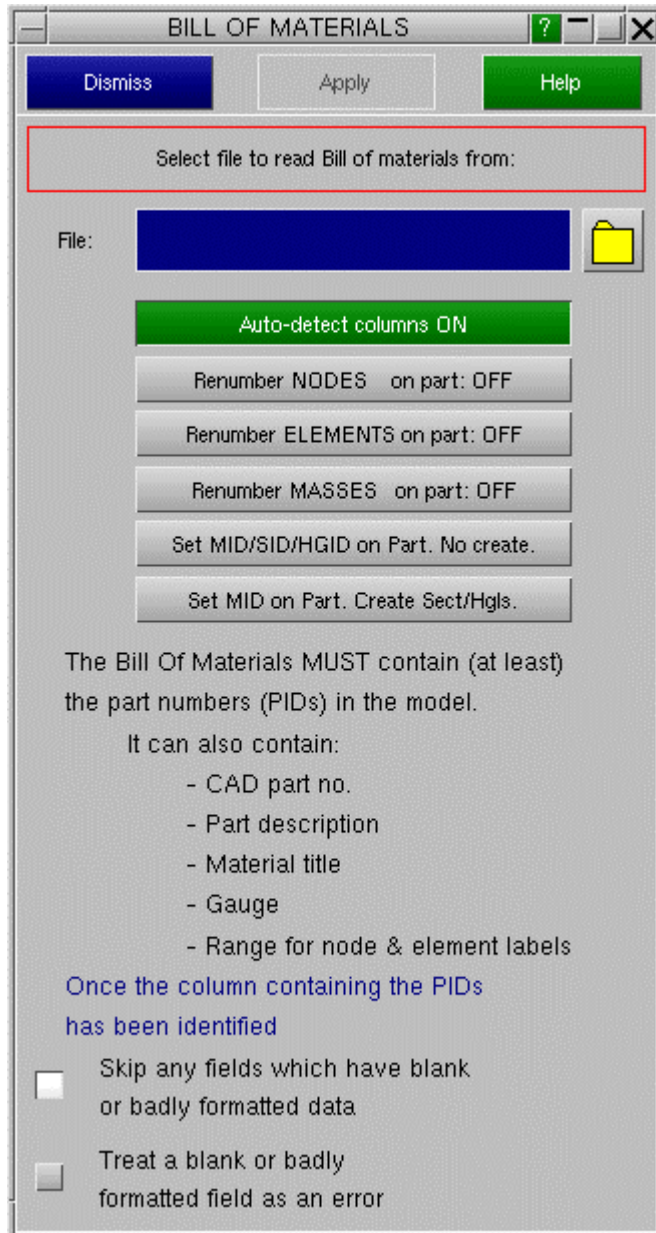 BILL OF MATERIALS ?
Dismiss Apply Help
Select file to read Bill of materials from:
File:
Auto-detect columns ON
Renumber NODES on part: OFF
Renumber ELEMENTS on part: OFF
Renumber MASSES on part: OFF
Set MID/SID/HGID on Part. No create.
Set MID on Part. Create Sect/Hgls.
The Bill Of Materials MUST contain (at least)
the part numbers (PIDs) in the model.
It can also contain:
- CAD part no.
- Part description
- Material title
- Gauge
- Range for node & element labels
Once the column containing the PIDs
has been identified
Skip any fields which have blank
or badly formatted data
Treat a blank or badly
formatted field as an error